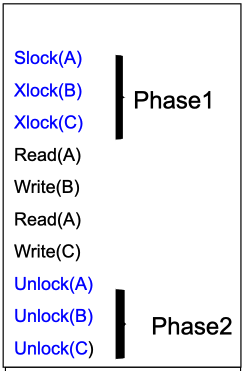 Slock(A)
Xlock(B)
Phase1
Xlock(C)
Read(A)
Write(B)
Read(A)
Write(C)
Unlock(A)
Unlock(B)
Phase2
Unlock(C)